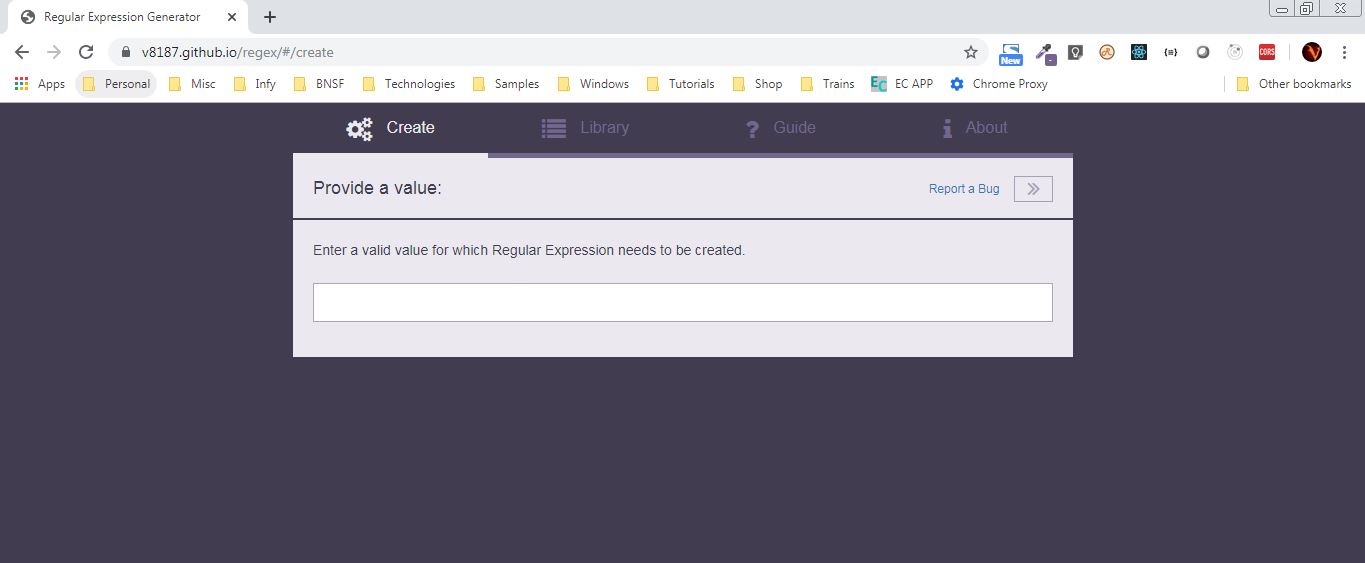 Regular Expression Generator
v8187.github.io/regex/#/create
New
CORS
Apps Personal Misc Infy BNSF Technologies Samples Windows Tutorials Shop Trains EC EC APP Chrome Proxy Other bookmarks
Create Library Guide About
Provide a value: Report a Bug
Enter a valid value for which Regular Expression needs to be created.